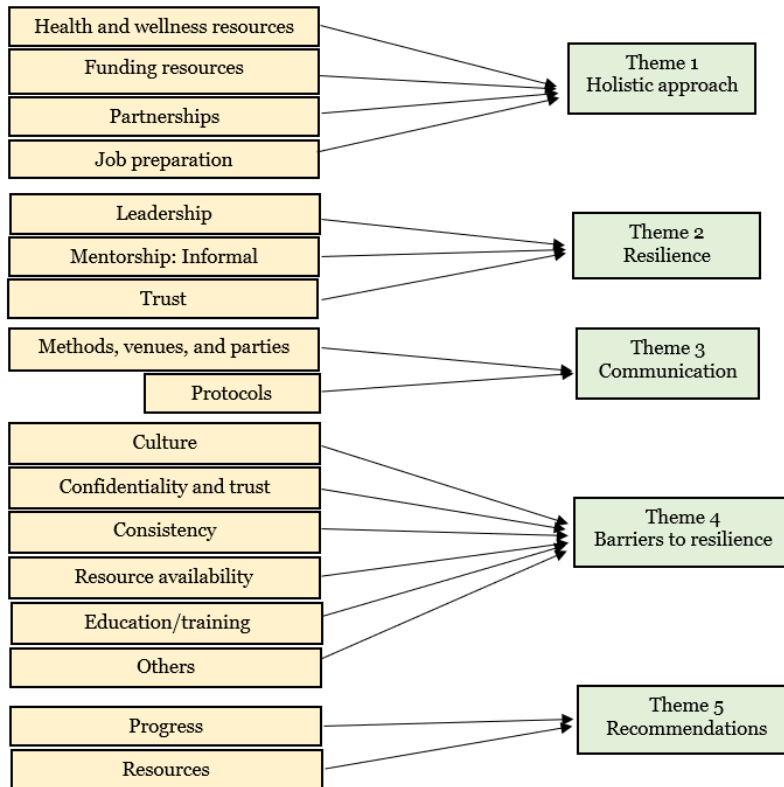 Health and wellness resources
Funding resources
Partnerships
Job preparation
Theme 1
Holistic approach
Leadership
Mentorship: Informal
Trust
Theme 2
Resilience
Methods, venues, and parties
Protocols
Theme 3
Communication
Culture
Confidentiality and trust
Consistency
Resource availability
Education/training
Others
Theme 4
Barriers to resilience
Progress
Resources
Theme 5
Recommendations